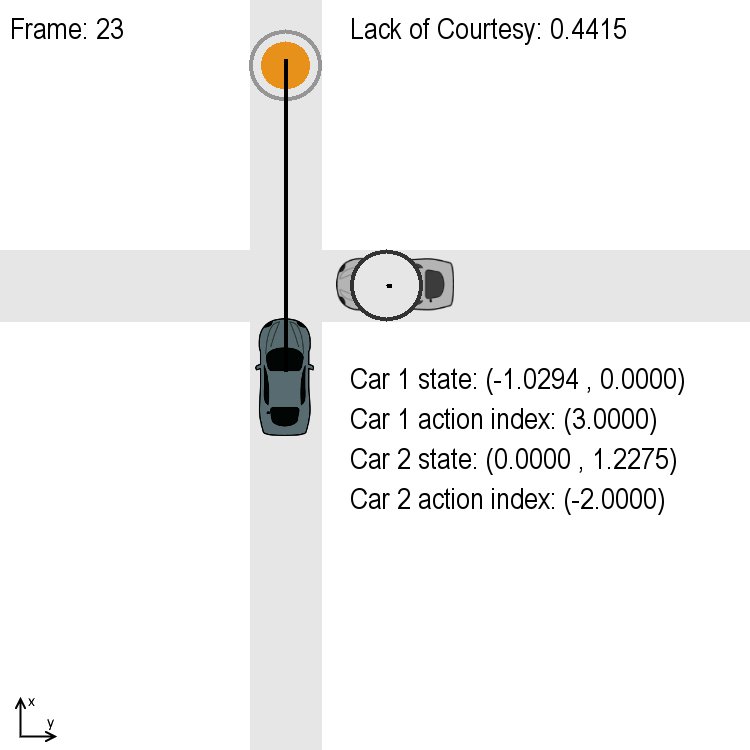 Frame: 23
Lack of Courtesy: 0.4415
Car 1 state: (-1.0294 , 0.0000)
Car 1 action index: (3.0000)
Car 2 state: (0.0000 , 1.2275)
Car 2 action index: (-2.0000)
x
y